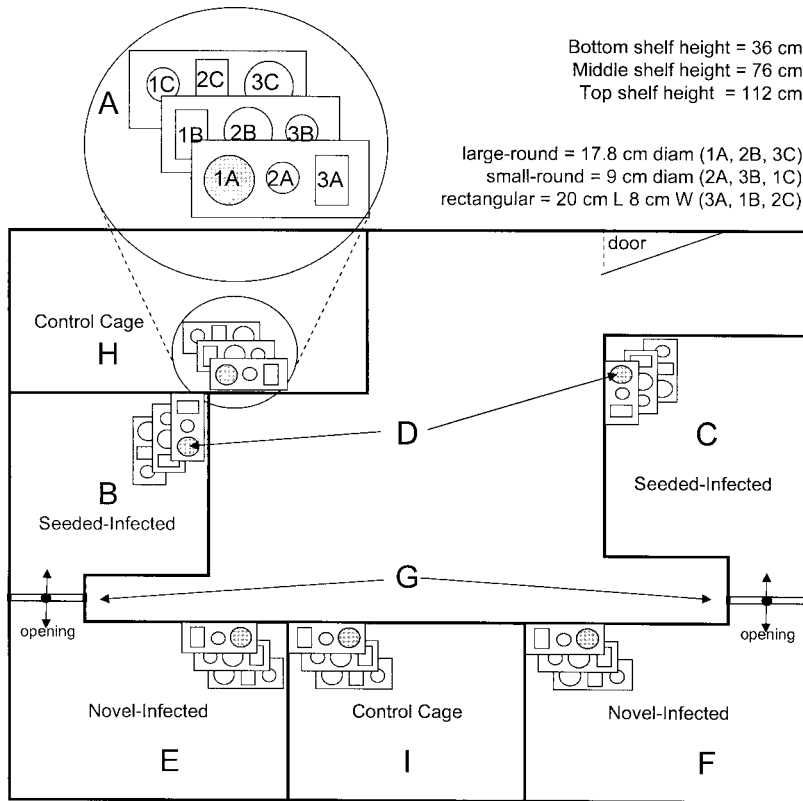 Bottom shelf height = 36 cm
Middle shelf height = 76 cm
Top shelf height = 112 cm
large-round = 17.8 cm diam (1A, 2B, 3C)
small-round = 9 cm diam (2A, 3B, 1C)
rectangular = 20 cm L 8 cm W (3A, 1B, 2C)
A
1C 2C 3C
1B 2B 3B
1A 2A 3A
door
Control Cage
H
D
C
Seeded-Infected
B
Seeded-Infected
G
opening
opening
Novel-Infected
E
Control Cage
I
Novel-Infected
F